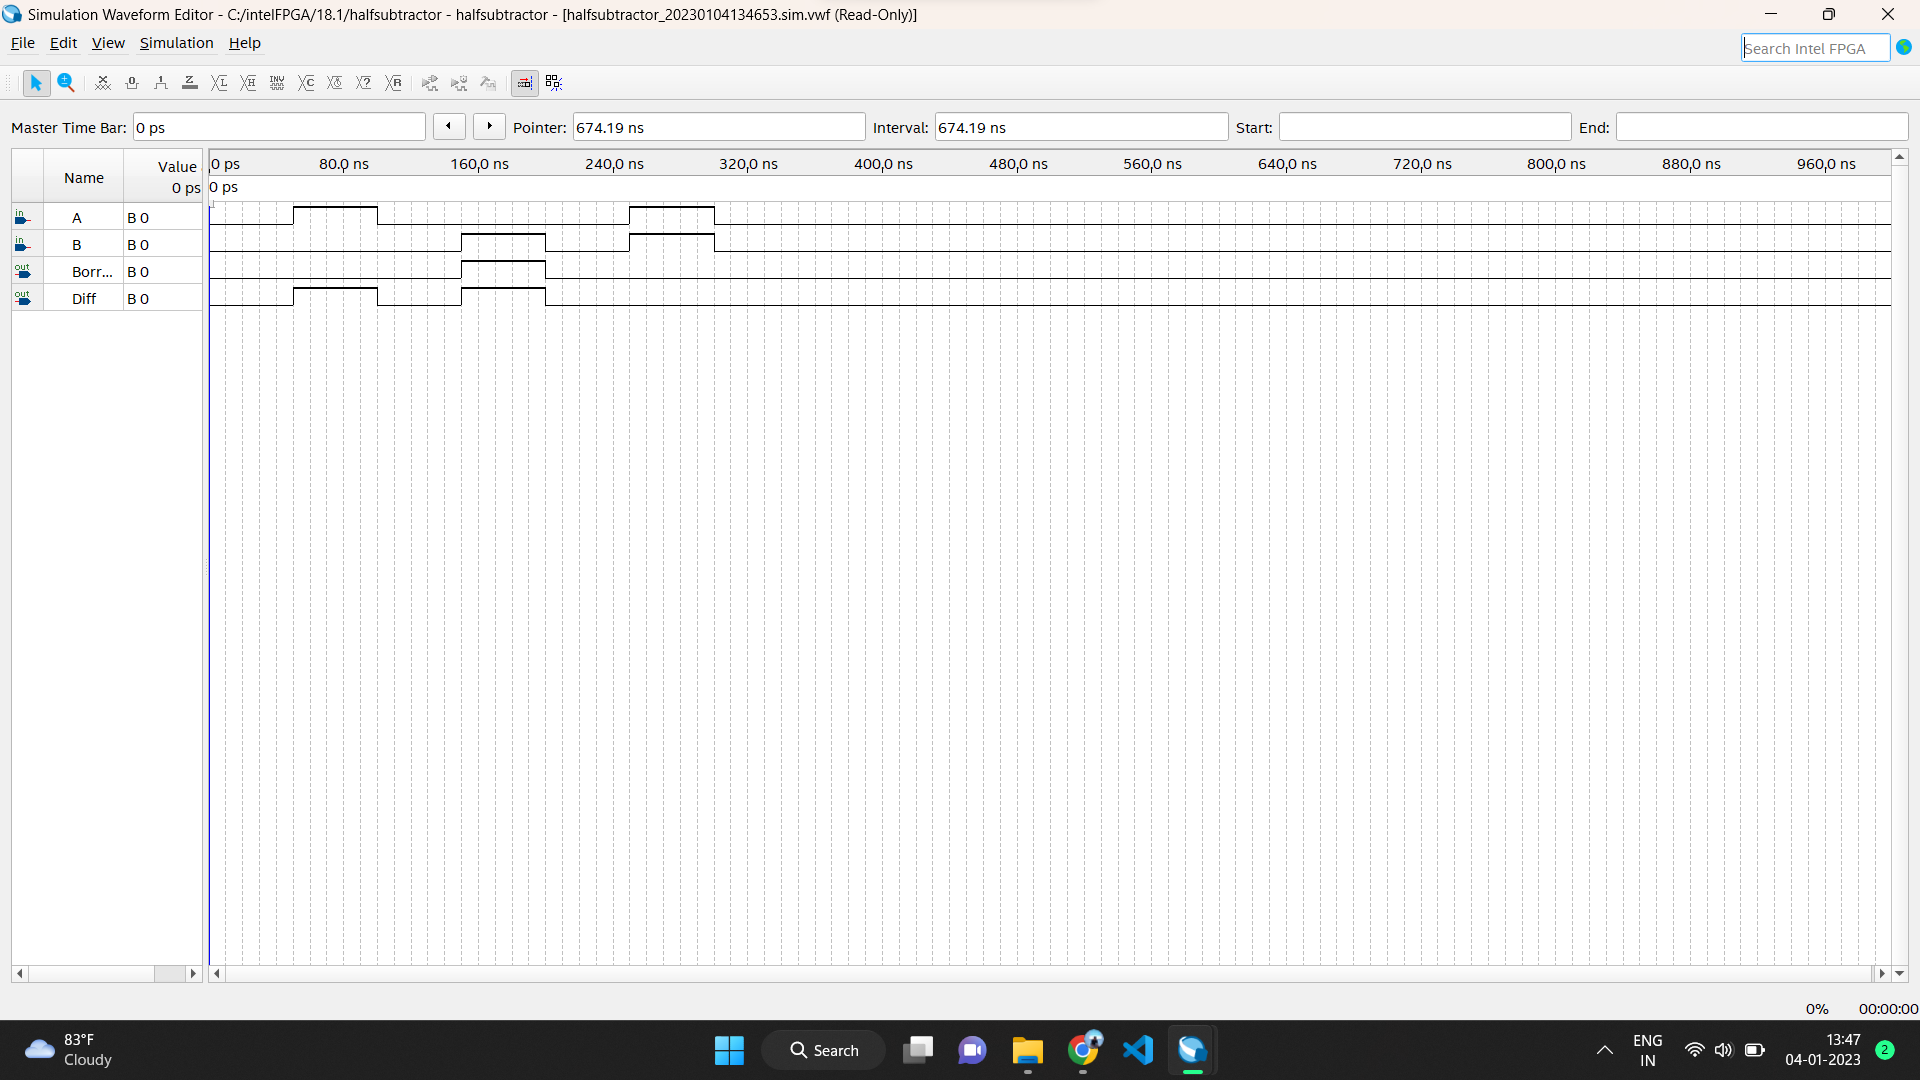 Simulation Waveform Editor - C:/intelFPGA/18.1/halfsubtractor - halfsubtractor - [halfsubtractor_20230104134653.sim.vwf (Read-Only)]
File Edit View Simulation Help
Search Intel FPGA
Master Time Bar: 0 ps Pointer: 674.19 ns Interval: 674.19 ns Start: End:
Name Value 0 ps
0 ps 80.0 ns 160.0 ns 240.0 ns 320.0 ns 400.0 ns 480.0 ns 560.0 ns 640.0 ns 720.0 ns 800.0 ns 880.0 ns 960.0 ns
0 ps
in A B 0
in B B 0
out Borr... B 0
out Diff B 0
0% 00:00:00
83°F
Cloudy
Search
ENG
IN
13:47
04-01-2023
2